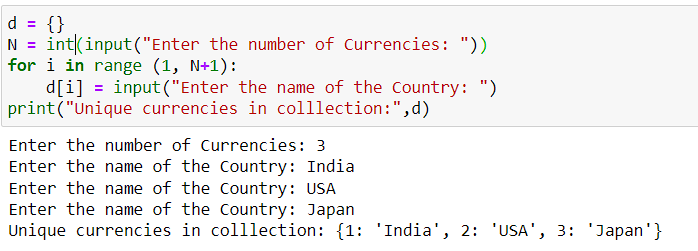 d = {}
N = int(input("Enter the number of Currencies: "))
for i in range (1, N+1):
    d[i] = input("Enter the name of the Country: ")
print("Unique currencies in colllection:",d)
Enter the number of Currencies: 3
Enter the name of the Country: India
Enter the name of the Country: USA
Enter the name of the Country: Japan
Unique currencies in colllection: {1: 'India', 2: 'USA', 3: 'Japan'}